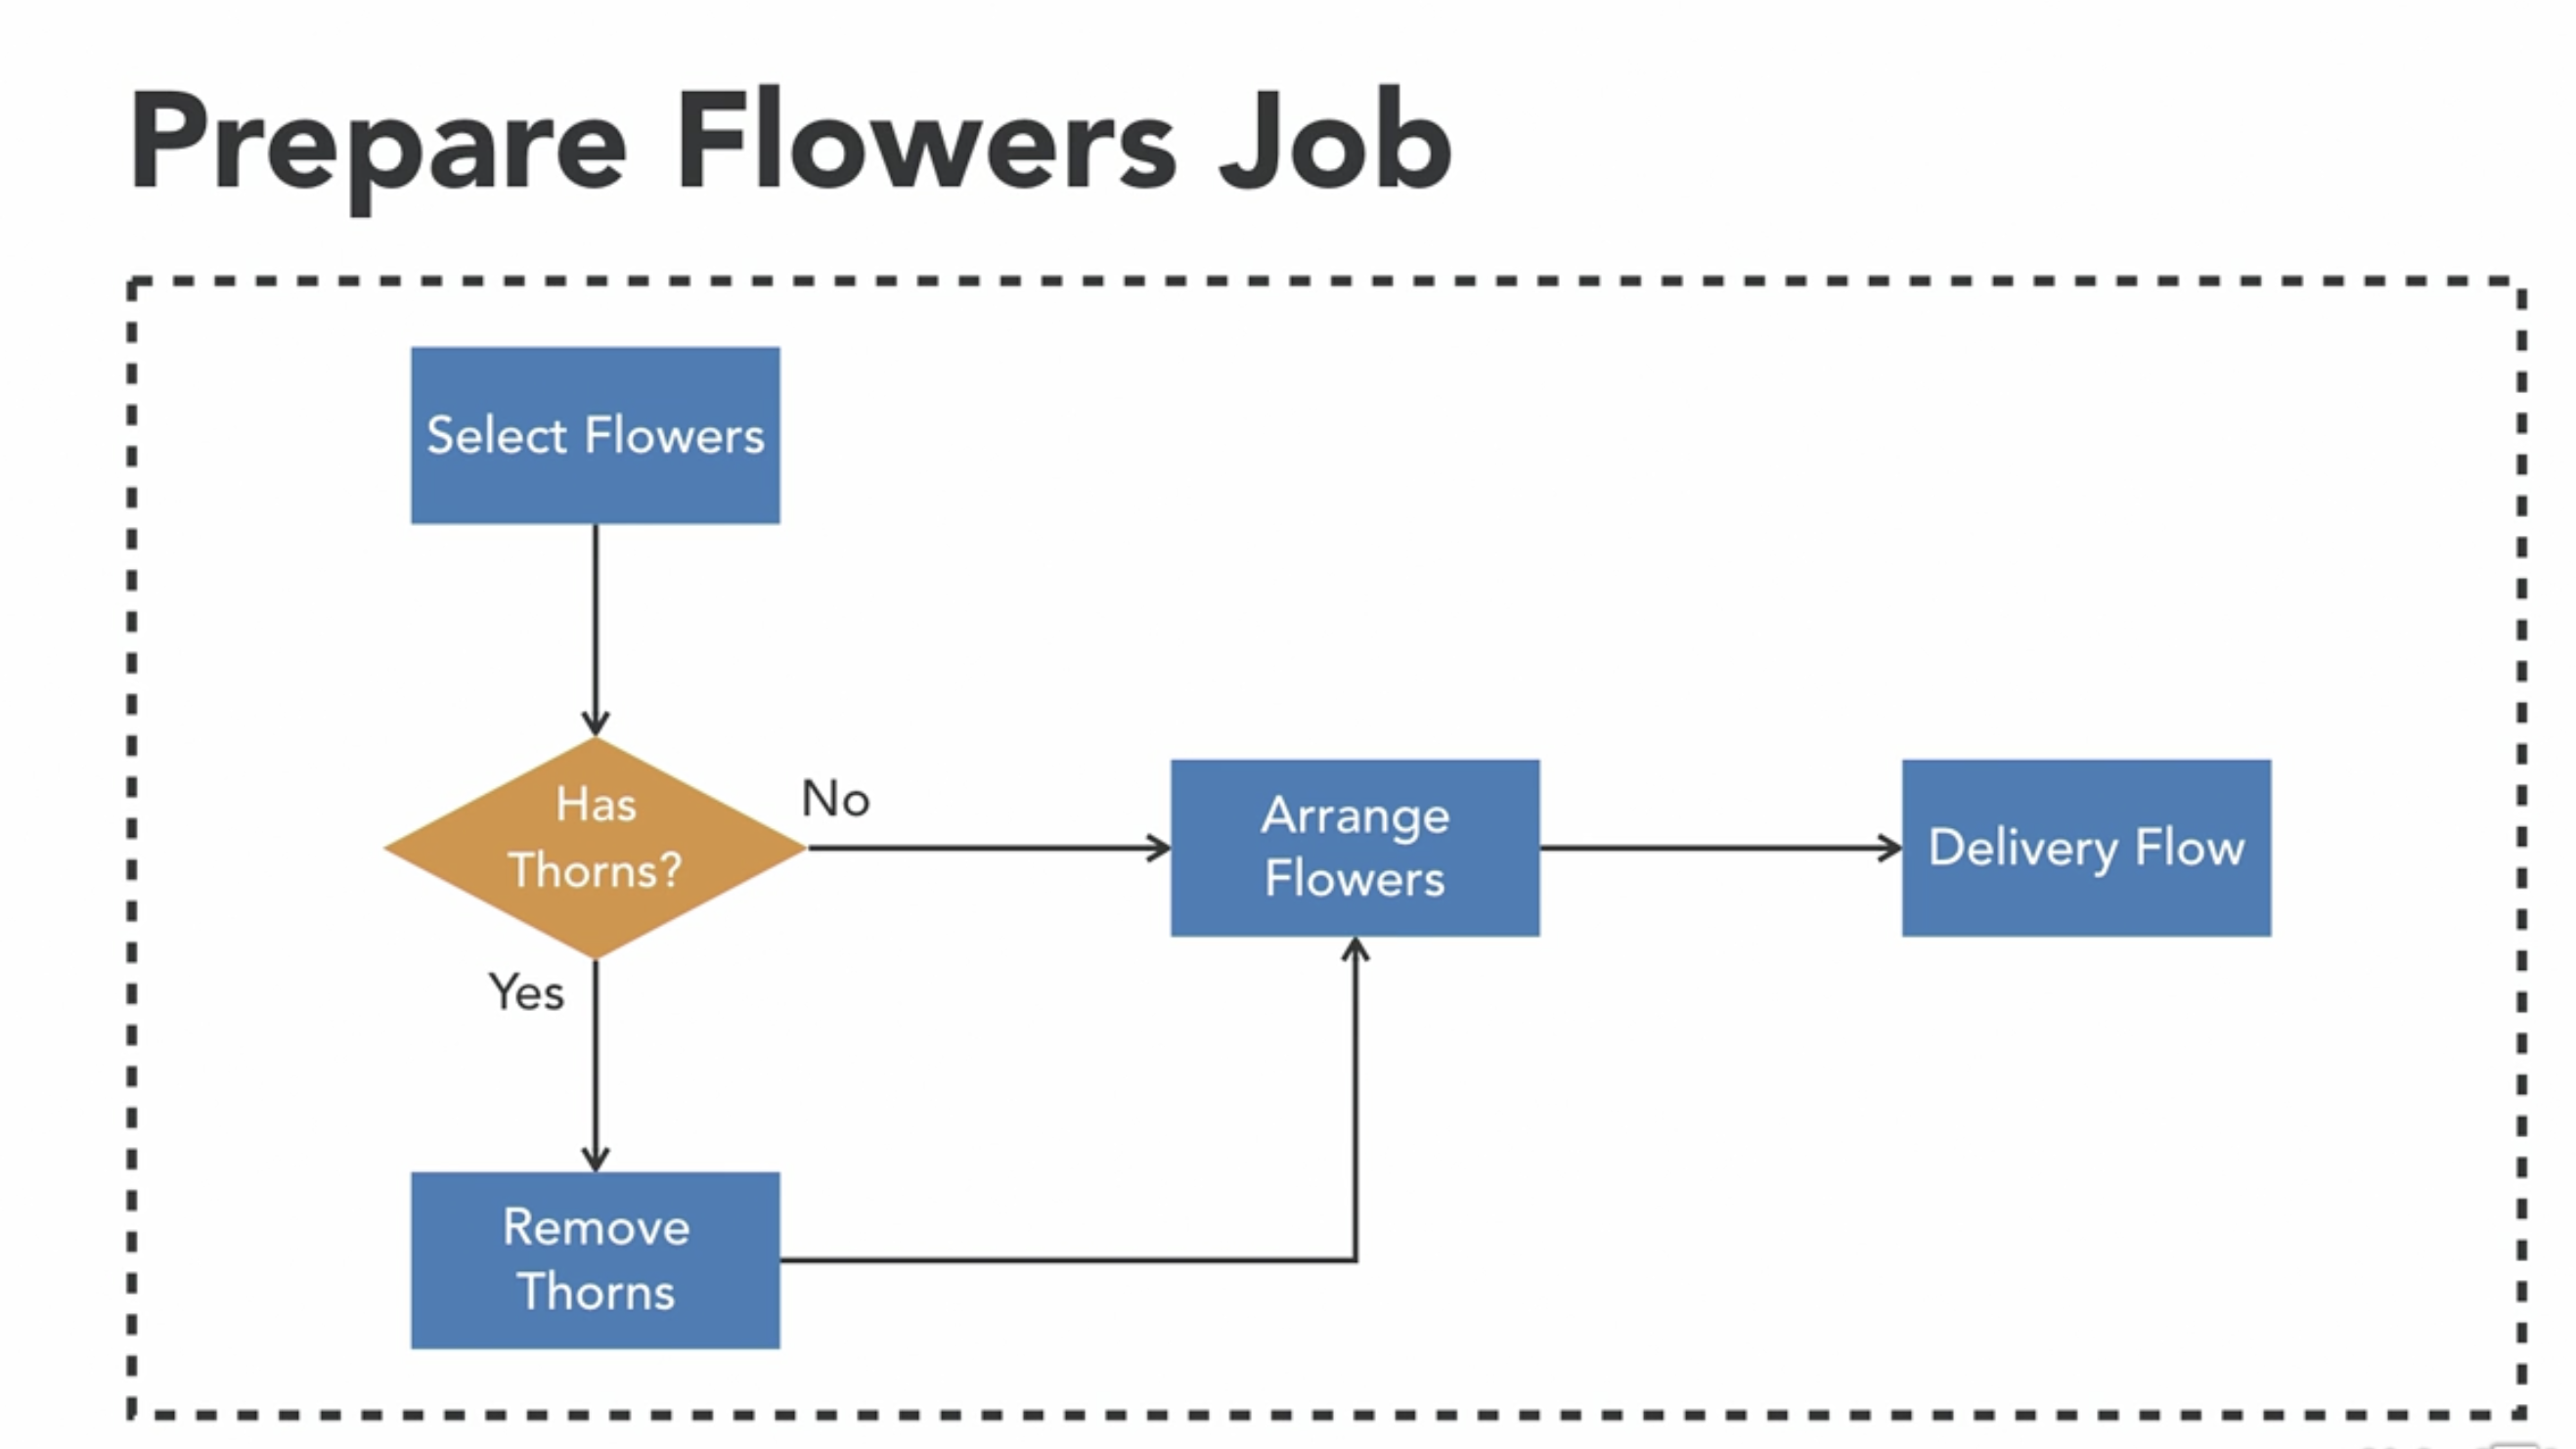 Prepare Flowers Job
Select Flowers
Has
Thorns?
No
Yes
Arrange
Flowers
Delivery Flow
Remove
Thorns